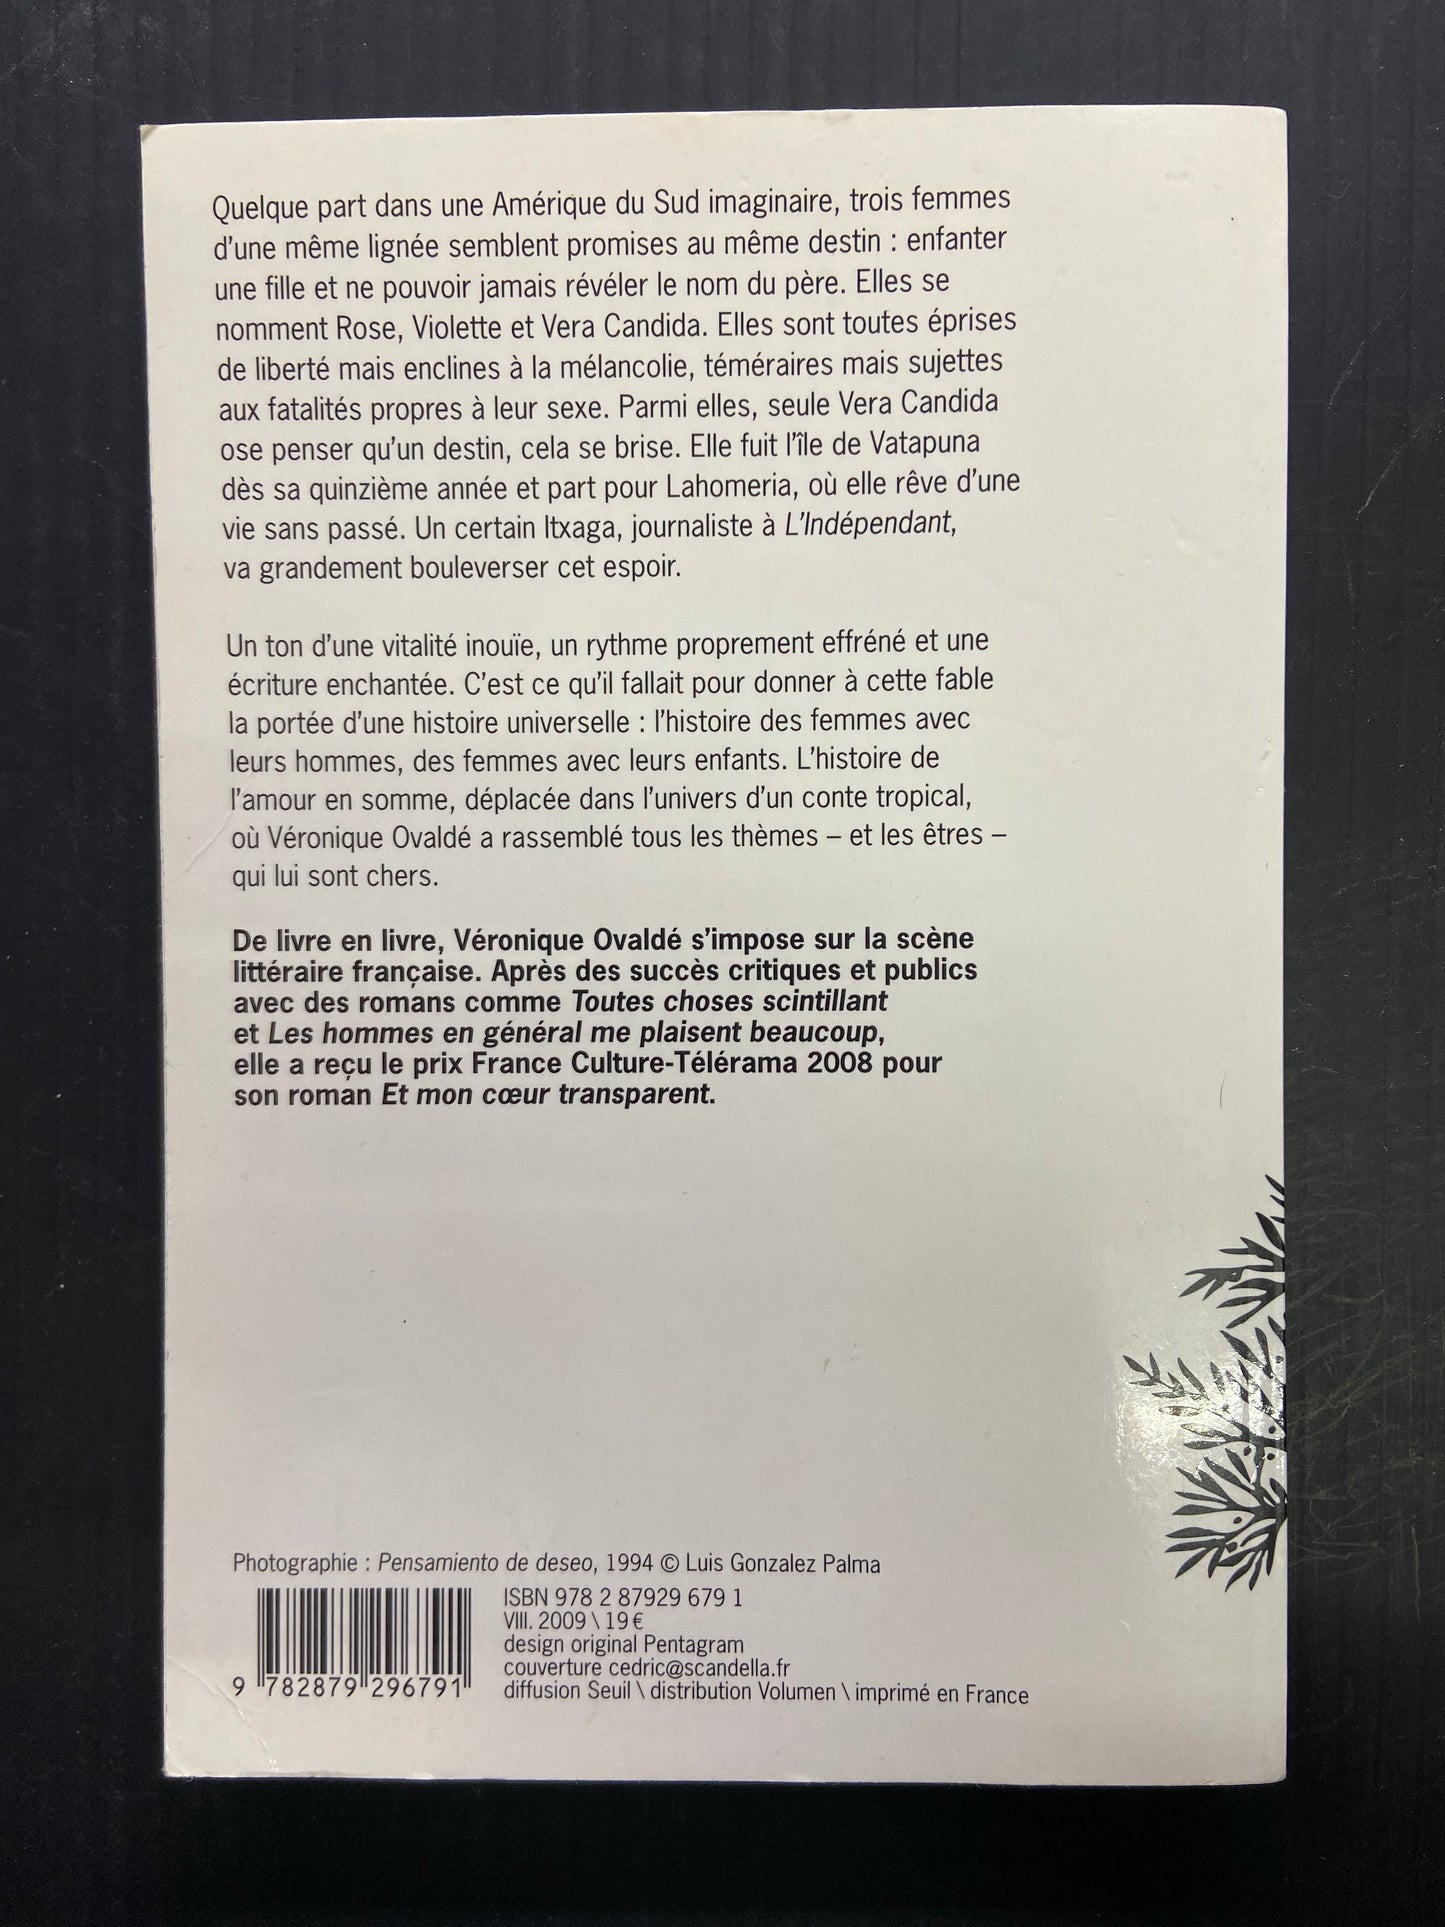 Quelque part dans une Amérique du Sud imaginaire, trois femmes
d'une même lignée semblent promises au même destin : enfanter
une fille et ne pouvoir jamais révéler le nom du père. Elles se
nomment Rose, Violette et Vera Candida. Elles sont toutes éprises
de liberté mais enclines à la mélancolie, téméraires mais sujettes
aux fatalités propres à leur sexe. Parmi elles, seule Vera Candida
ose penser qu'un destin, cela se brise. Elle fuit l'île de Vatapuna
dès sa quinzième année et part pour Lahomeria, où elle rêve d'une
vie sans passé. Un certain Itxaga, journaliste à L'Indépendant,
va grandement bouleverser cet espoir.
Un ton d'une vitalité inouïe, un rythme proprement effréné et une
écriture enchantée. C'est ce qu'il fallait pour donner à cette fable
la portée d'une histoire universelle : l'histoire des femmes avec
leurs hommes, des femmes avec leurs enfants. L'histoire de
l'amour en somme, déplacée dans l'univers d'un conte tropical,
où Véronique Ovaldé a rassemblé tous les thèmes – et les êtres –
qui lui sont chers.
De livre en livre, Véronique Ovaldé s'impose sur la scène
littéraire française. Après des succès critiques et publics
avec des romans comme Toutes choses scintillant
et Les hommes en général me plaisent beaucoup,
elle a reçu le prix France Culture-Télérama 2008 pour
son roman Et mon cœur transparent.
Photographie : Pensamiento de deseo, 1994 © Luis Gonzalez Palma
ISBN 978 2 87929 679 1
VIII. 2009 \ 19 €
design original Pentagram
couverture cedric@scandella.fr
diffusion Seuil \ distribution Volumen \ imprimé en France
9 782879 296791